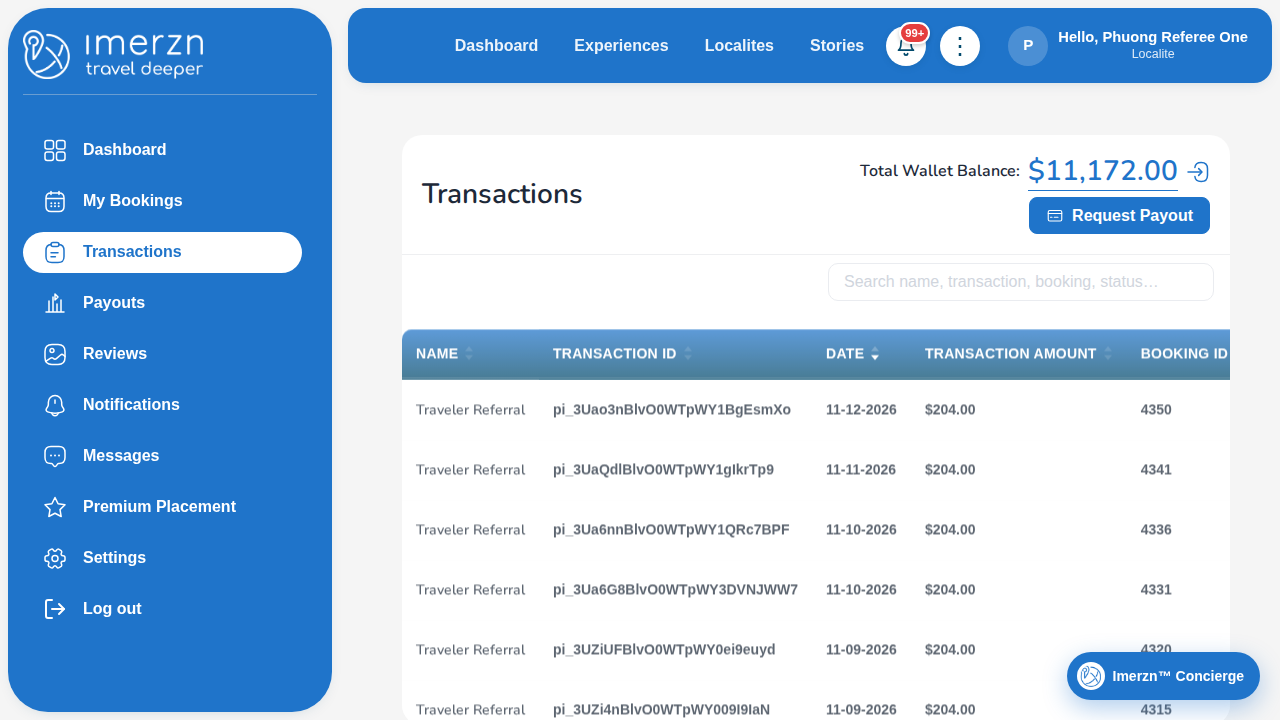 imerzn
travel deeper
Dashboard
My Bookings
Transactions
Payouts
Reviews
Notifications
Messages
Premium Placement
Settings
Log out
Dashboard
Experiences
Localites
Stories
99+
P
Hello, Phuong Referee One
Localite
Transactions
Total Wallet Balance: $11,172.00
Request Payout
Search name, transaction, booking, status…
NAME TRANSACTION ID DATE TRANSACTION AMOUNT BOOKING ID
Traveler Referral pi_3Uao3nBlvO0WTpWY1BgEsmXo 11-12-2026 $204.00 4350
Traveler Referral pi_3UaQdlBlvO0WTpWY1gIkrTp9 11-11-2026 $204.00 4341
Traveler Referral pi_3Ua6nnBlvO0WTpWY1QRc7BPF 11-10-2026 $204.00 4336
Traveler Referral pi_3Ua6G8BlvO0WTpWY3DVNJWW7 11-10-2026 $204.00 4331
Traveler Referral pi_3UZiUFBlvO0WTpWY0ei9euyd 11-09-2026 $204.00 4320
Traveler Referral pi_3UZi4nBlvO0WTpWY009I9IaN 11-09-2026 $204.00 4315
Imerzn™ Concierge